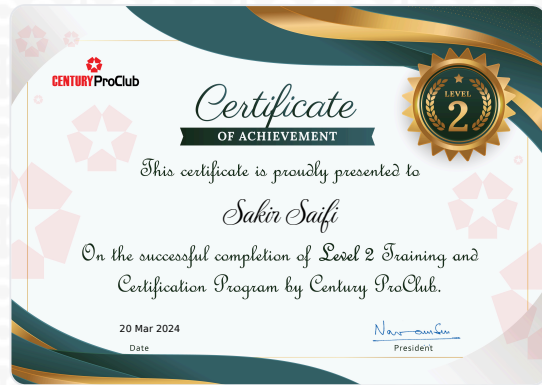 CENTURY ProClub
Certificate
OF ACHIEVEMENT
LEVEL
2
This certificate is proudly presented to
Sakir Saifi
On the successful completion of Level 2 Training and
Certification Program by Century ProClub.
20 Mar 2024
Date
President